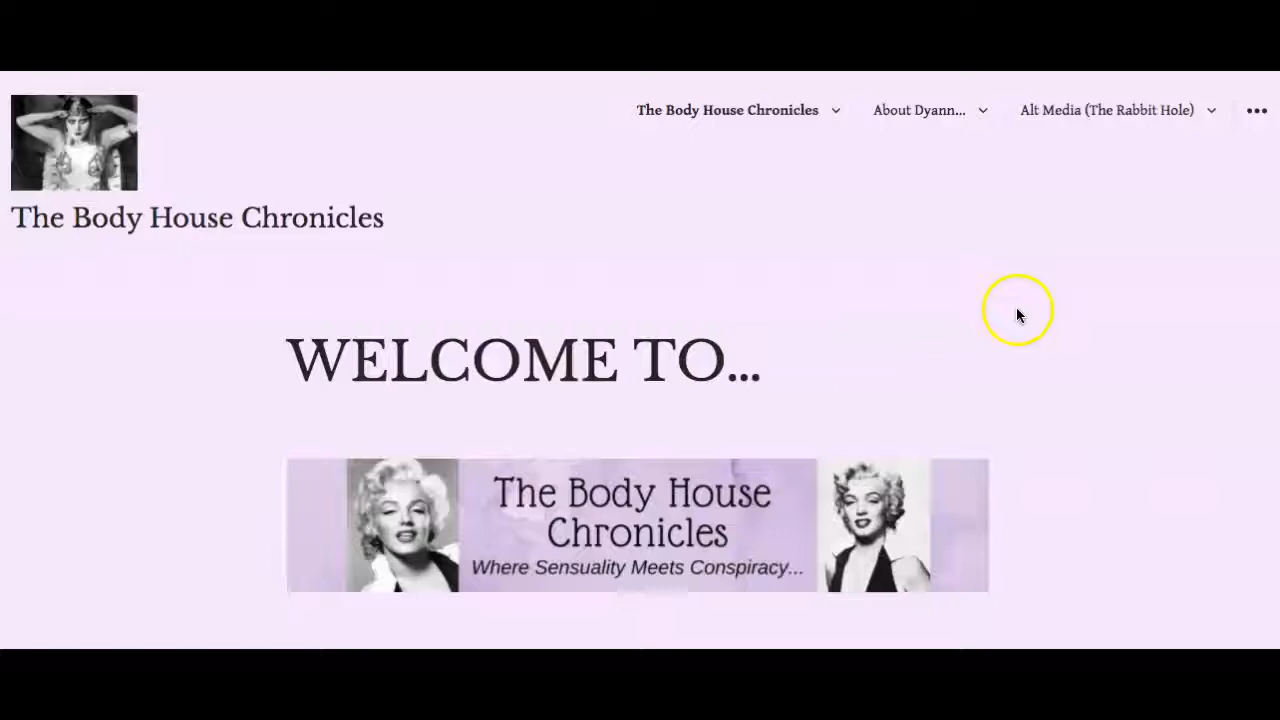 The Body House Chronicles
About Dyann...
Alt Media (The Rabbit Hole)
The Body House Chronicles
WELCOME TO...
The Body House
Chronicles
Where Sensuality Meets Conspiracy...